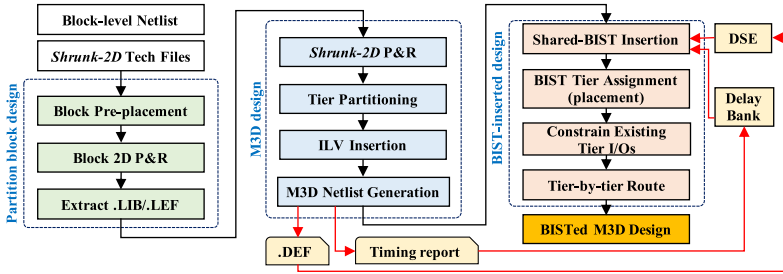 Block-level Netlist
Shrunk-2D Tech Files
Partition block design
Block Pre-placement
Block 2D P&R
Extract .LIB/.LEF
M3D design
Shrunk-2D P&R
Tier Partitioning
ILV Insertion
M3D Netlist Generation
.DEF
Timing report
BIST-inserted design
Shared-BIST Insertion
BIST Tier Assignment
(placement)
Constrain Existing
Tier I/Os
Tier-by-tier Route
BISTed M3D Design
DSE
Delay
Bank